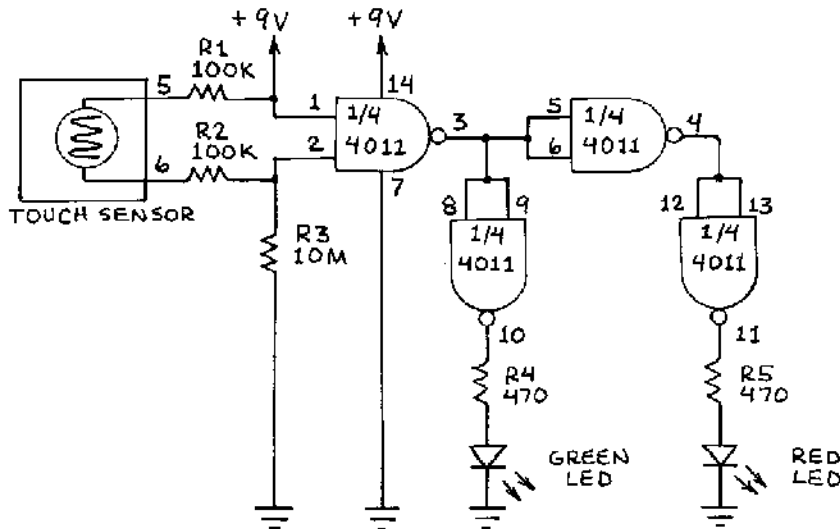 +9V
+9V
R1
100K
5
14
1
1/4
4011
3
5
1/4
4011
4
R2
100K
6
2
6
7
TOUCH SENSOR
8
9
12
13
R3
10M
1/4
4011
1/4
4011
10
11
R4
470
R5
470
GREEN
LED
RED
LED